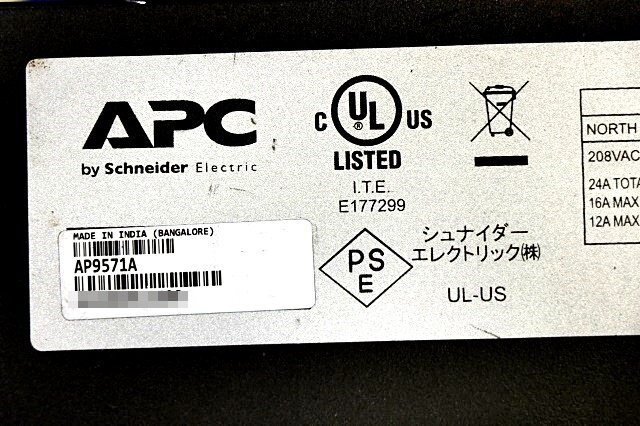 APC
by Schneider Electric
C UL ® US
LISTED
I.T.E.
E177299
NORTH
208VAC
24A TOTA
16A MAX
12A MAX
MADE IN INDIA (BANGALORE)
AP9571A
PSE
シュナイダー
エレクトリック(株)
UL-US